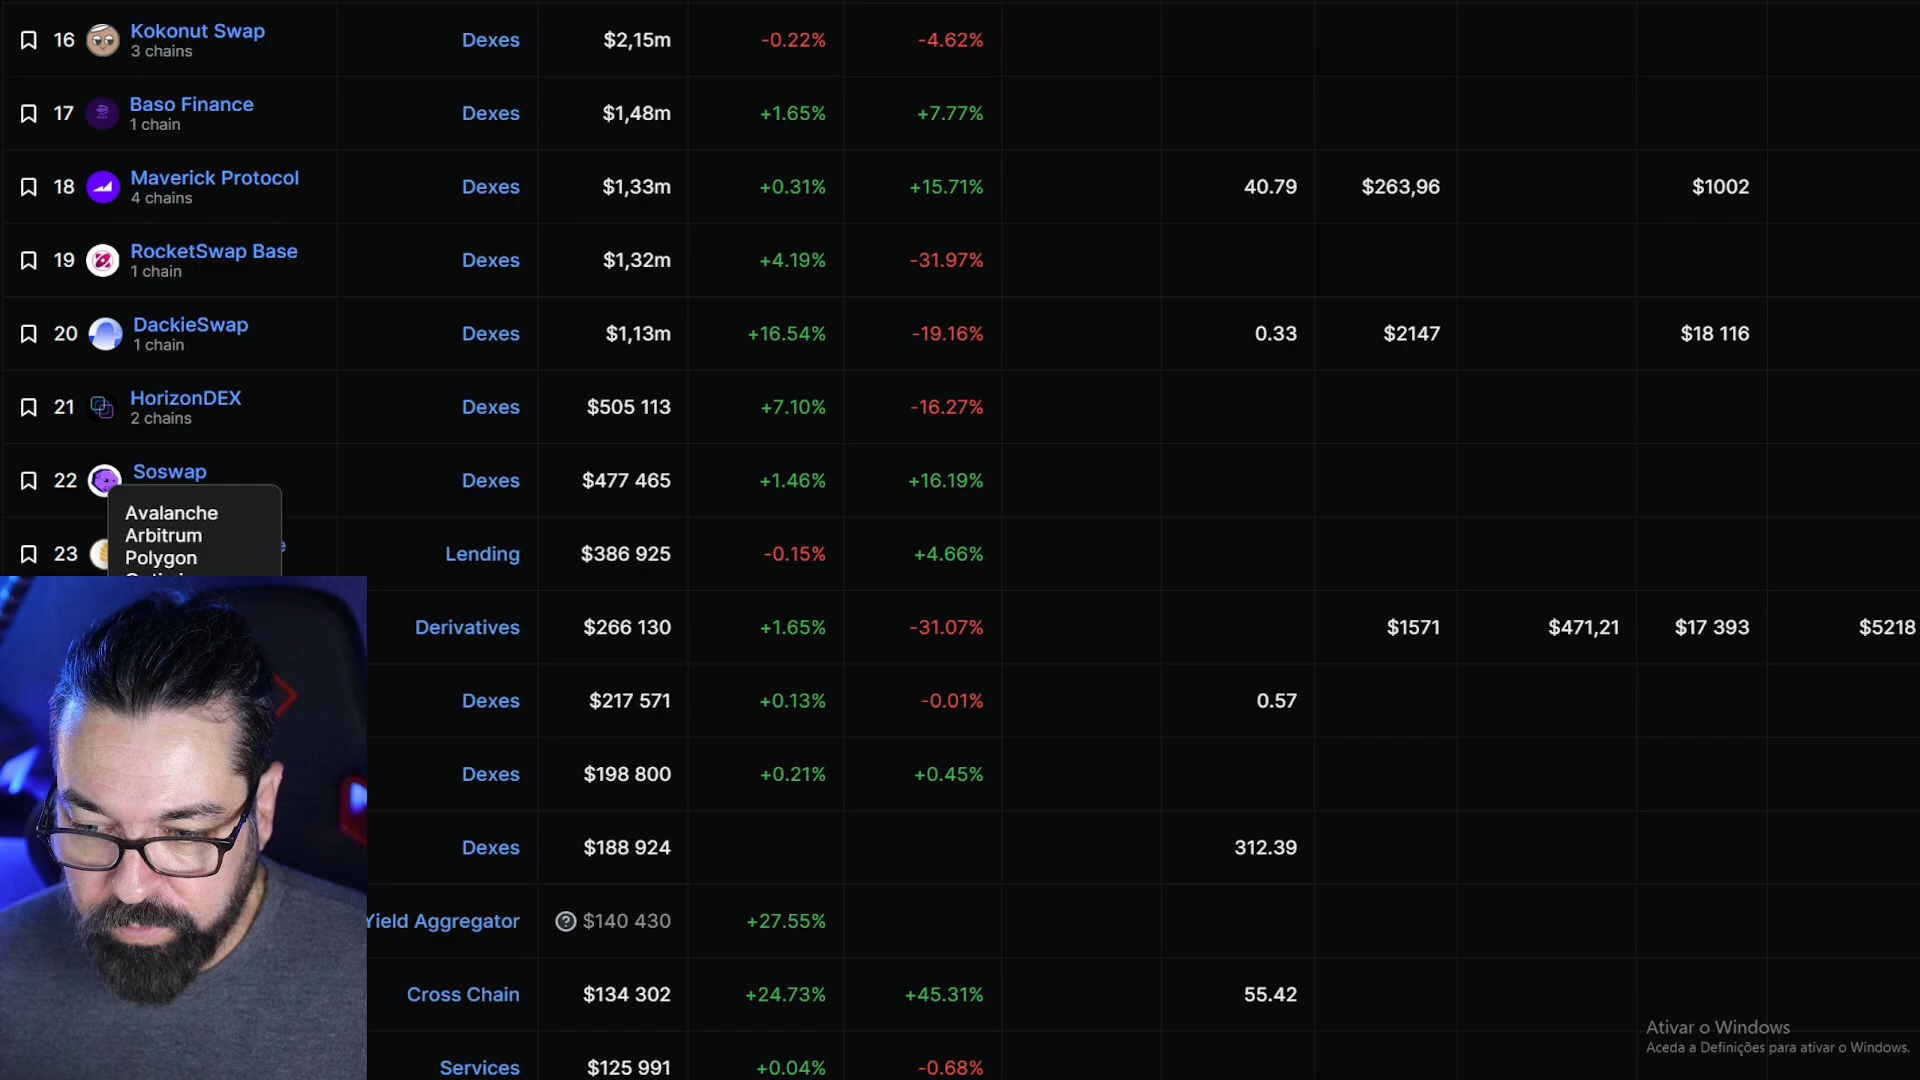 16 Kokonut Swap Dexes $2,15m -0.22% -4.62%
3 chains
17 Baso Finance Dexes $1,48m +1.65% +7.77%
1 chain
18 Maverick Protocol Dexes $1,33m +0.31% +15.71% 40.79 $263,96 $1002
4 chains
19 RocketSwap Base Dexes $1,32m +4.19% -31.97%
1 chain
20 DackieSwap Dexes $1,13m +16.54% -19.16% 0.33 $2147 $18 116
1 chain
21 HorizonDEX Dexes $505 113 +7.10% -16.27%
2 chains
22 Soswap Dexes $477 465 +1.46% +16.19%
Avalanche
Arbitrum
Polygon
23 Lending $386 925 -0.15% +4.66%
Derivatives $266 130 +1.65% -31.07% $1571 $471,21 $17 393 $5218
Dexes $217 571 +0.13% -0.01% 0.57
Dexes $198 800 +0.21% +0.45%
Dexes $188 924 312.39
Yield Aggregator $140 430 +27.55%
Cross Chain $134 302 +24.73% +45.31% 55.42
Services $125 991 +0.04% -0.68%
Ativar o Windows
Aceda a Definições para ativar o Windows.